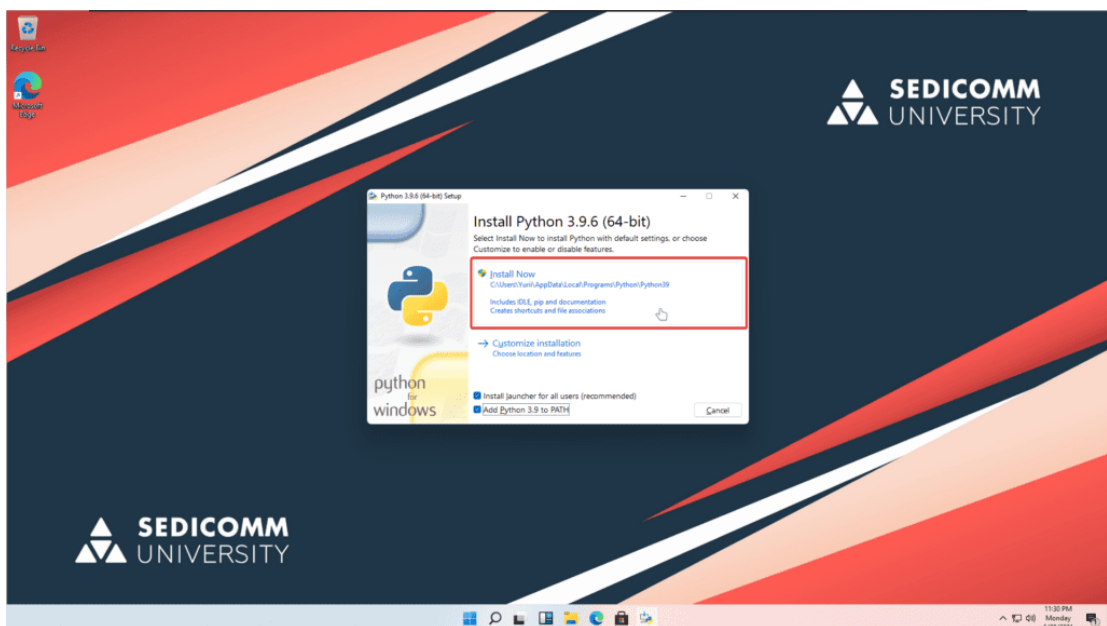 Recycle Bin
Microsoft
Edge
SEDICOMM
UNIVERSITY
Python 3.9.6 (64-bit) Setup
Install Python 3.9.6 (64-bit)
Select Install Now to install Python with default settings, or choose
Customize to enable or disable features.
Install Now
C:\Users\Yurii\AppData\Local\Programs\Python\Python39
Includes IDLE, pip and documentation
Creates shortcuts and file associations
Customize installation
Choose location and features
python
for
windows
Install launcher for all users (recommended)
Add Python 3.9 to PATH
Cancel
SEDICOMM
UNIVERSITY
11:30 PM
Monday